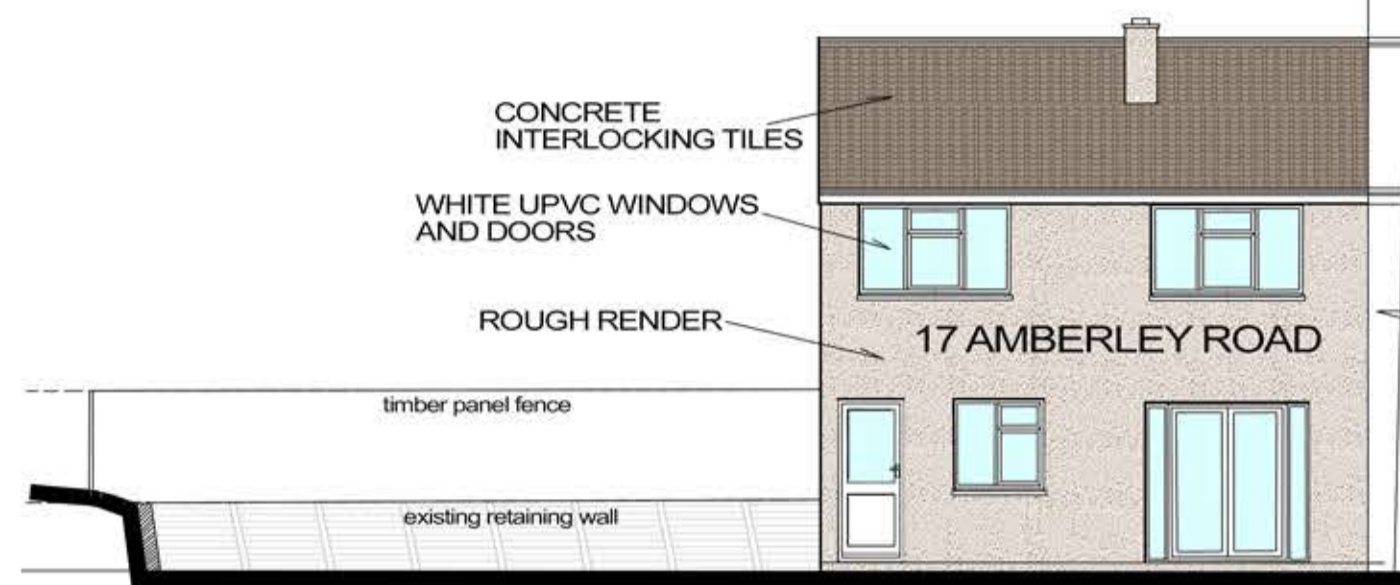 CONCRETE
INTERLOCKING TILES
WHITE UPVC WINDOWS
AND DOORS
ROUGH RENDER
17 AMBERLEY ROAD
timber panel fence
existing retaining wall